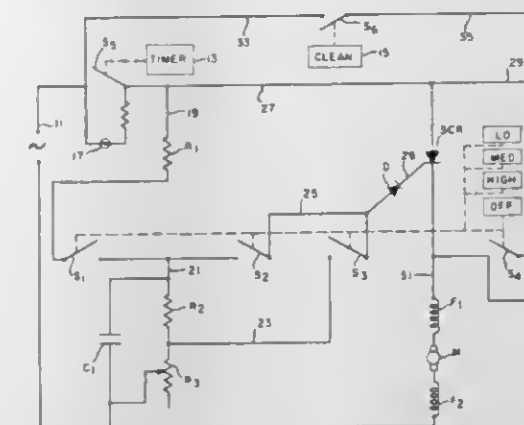 33
S6
35
S5
TIMER
13
CLEAN
15
29
11
19
27
17
R1
SCR
LO
MED
HIGH
OFF
D
26
25
S1
S2
S3
S4
21
31
R2
F1
23
C1
R3
M
F2